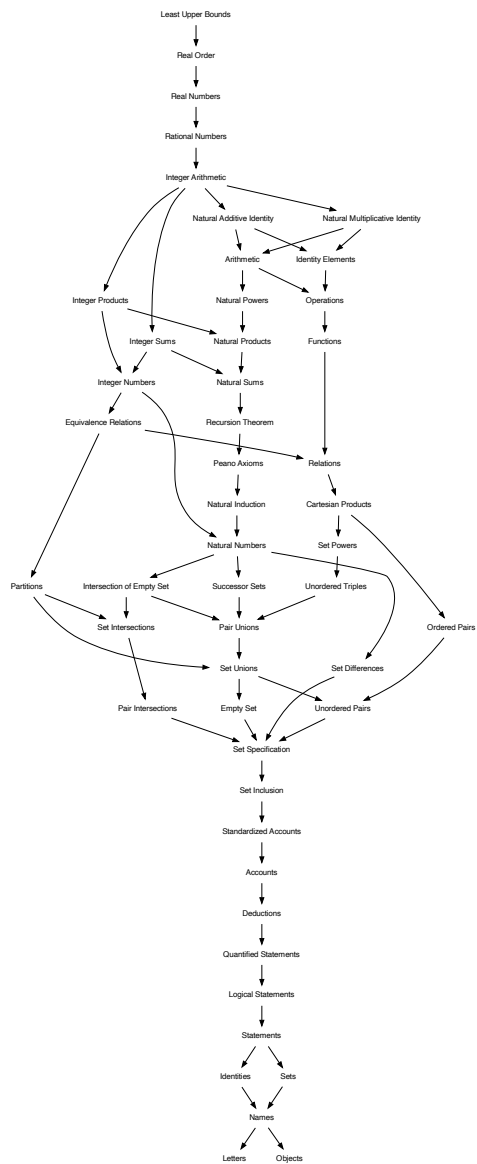 Least Upper Bounds
Real Order
Real Numbers
Rational Numbers
Integer Arithmetic
Natural Additive Identity
Natural Multiplicative Identity
Arithmetic
Identity Elements
Integer Products
Natural Powers
Operations
Integer Sums
Natural Products
Functions
Integer Numbers
Natural Sums
Equivalence Relations
Recursion Theorem
Peano Axioms
Relations
Natural Induction
Cartesian Products
Natural Numbers
Set Powers
Partitions
Intersection of Empty Set
Successor Sets
Unordered Triples
Set Intersections
Pair Unions
Ordered Pairs
Set Unions
Set Differences
Pair Intersections
Empty Set
Unordered Pairs
Set Specification
Set Inclusion
Standardized Accounts
Accounts
Deductions
Quantified Statements
Logical Statements
Statements
Identities
Sets
Names
Letters
Objects